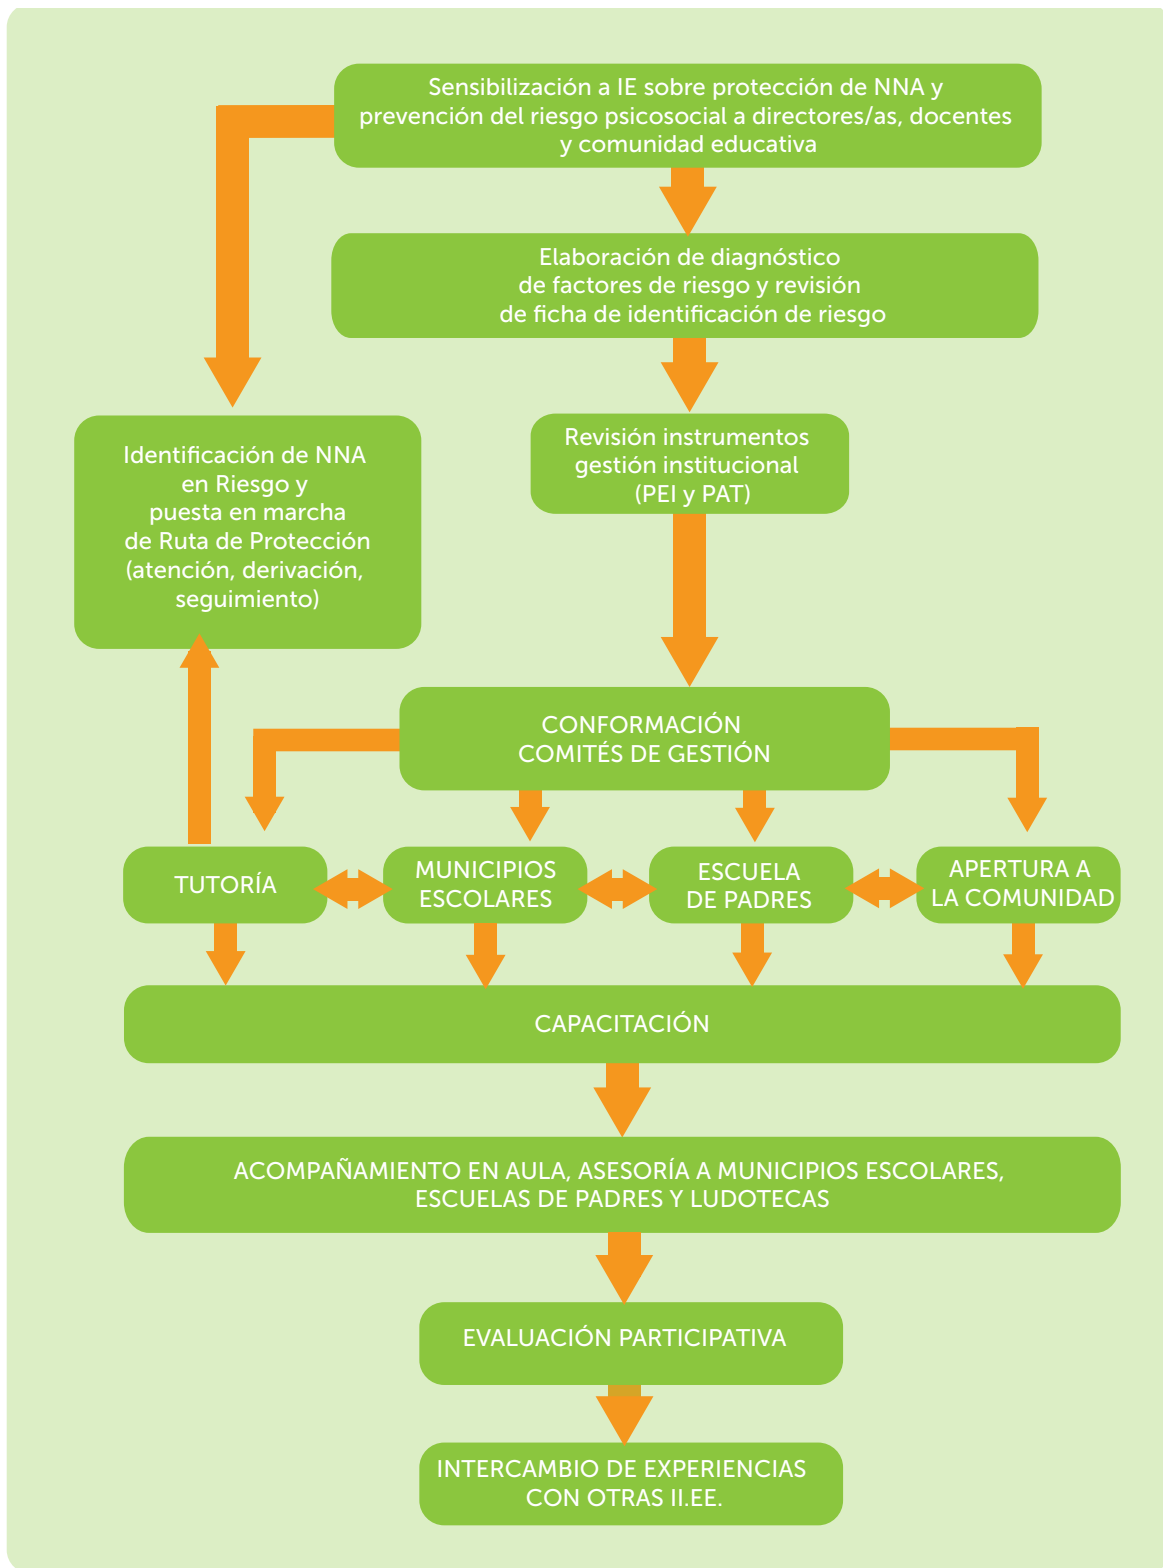 Sensibilización a IE sobre protección de NNA y
prevención del riesgo psicosocial a directores/as, docentes
y comunidad educativa
Elaboración de diagnóstico
de factores de riesgo y revisión
de ficha de identificación de riesgo
Identificación de NNA
en Riesgo y
puesta en marcha
de Ruta de Protección
(atención, derivación,
seguimiento)
Revisión instrumentos
gestión institucional
(PEI y PAT)
CONFORMACIÓN
COMITÉS DE GESTIÓN
TUTORÍA
MUNICIPIOS
ESCOLARES
ESCUELA
DE PADRES
APERTURA A
LA COMUNIDAD
CAPACITACIÓN
ACOMPAÑAMIENTO EN AULA, ASESORÍA A MUNICIPIOS ESCOLARES,
ESCUELAS DE PADRES Y LUDOTECAS
EVALUACIÓN PARTICIPATIVA
INTERCAMBIO DE EXPERIENCIAS
CON OTRAS II.EE.